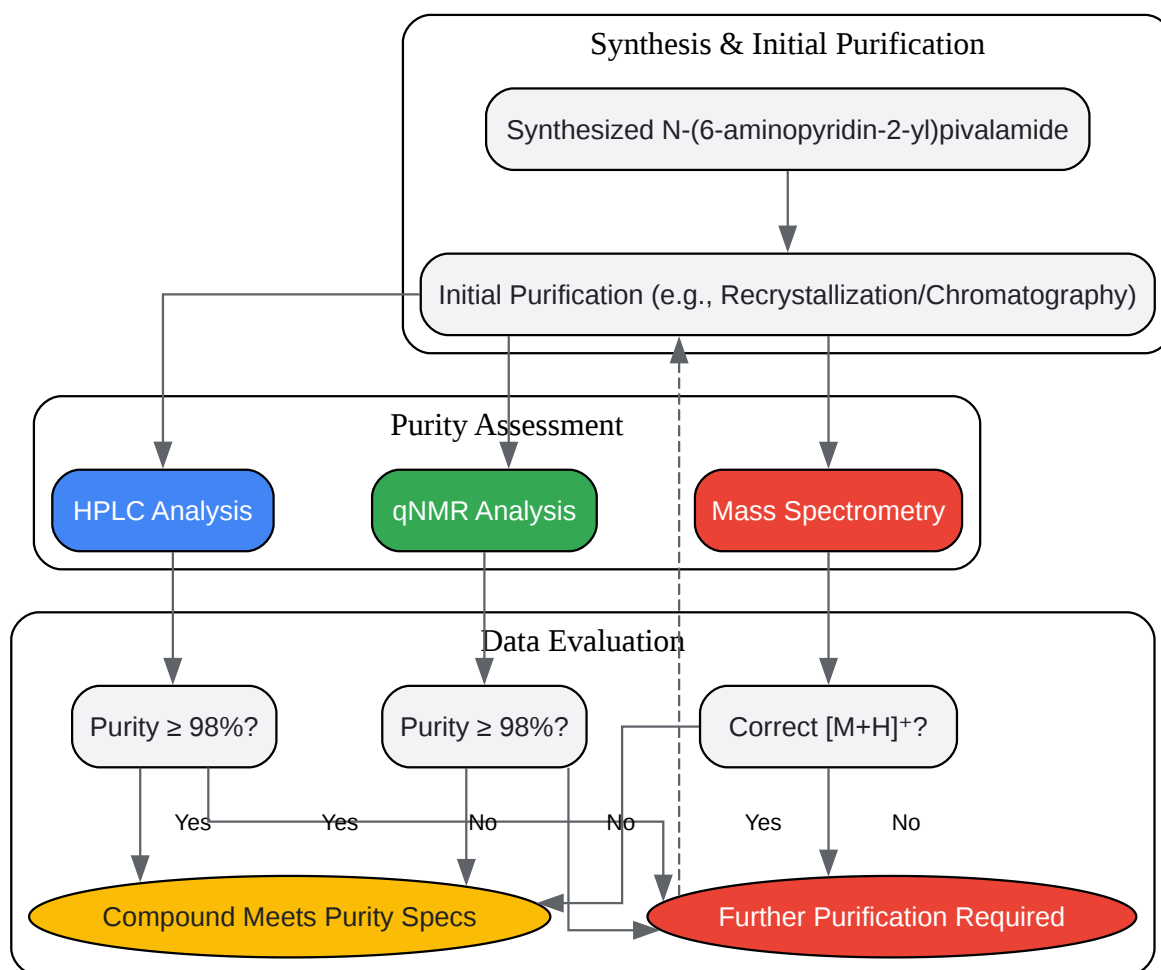 Synthesis & Initial Purification
Synthesized N-(6-aminopyridin-2-yl)pivalamide
Initial Purification (e.g., Recrystallization/Chromatography)
Purity Assessment
HPLC Analysis
qNMR Analysis
Mass Spectrometry
Data Evaluation
Purity ≥ 98%?
Purity ≥ 98%?
Correct [M+H]⁺?
Yes
Yes
No
No
Yes
No
Compound Meets Purity Specs
Further Purification Required